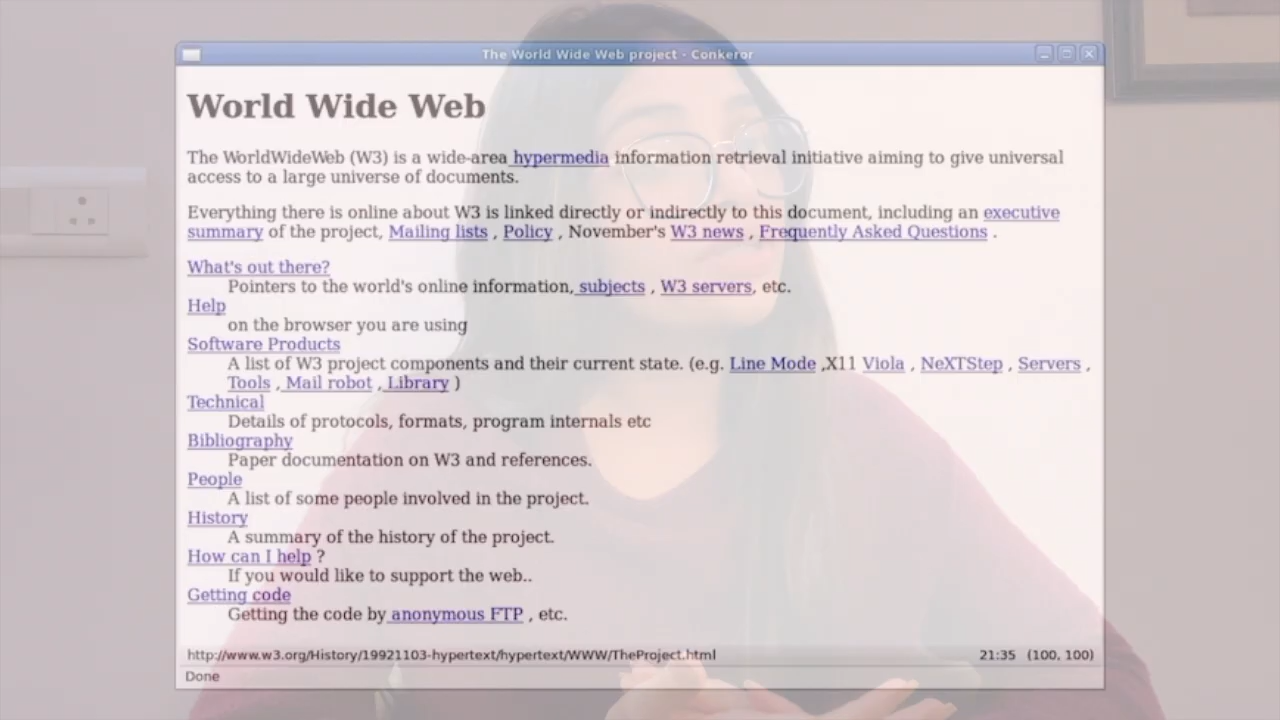 The World Wide Web project - Conkeror
World Wide Web
The WorldWideWeb (W3) is a wide-area hypermedia information retrieval initiative aiming to give universal
access to a large universe of documents.
Everything there is online about W3 is linked directly or indirectly to this document, including an executive
summary of the project, Mailing lists , Policy , November's W3 news , Frequently Asked Questions .
What's out there?
Pointers to the world's online information, subjects , W3 servers, etc.
Help
on the browser you are using
Software Products
A list of W3 project components and their current state. (e.g. Line Mode ,X11 Viola , NeXTStep , Servers ,
Tools , Mail robot , Library )
Technical
Details of protocols, formats, program internals etc
Bibliography
Paper documentation on W3 and references.
People
A list of some people involved in the project.
History
A summary of the history of the project.
How can I help ?
If you would like to support the web..
Getting code
Getting the code by anonymous FTP , etc.
http://www.w3.org/History/19921103-hypertext/hypertext/WWW/TheProject.html 21:35 (100, 100)
Done